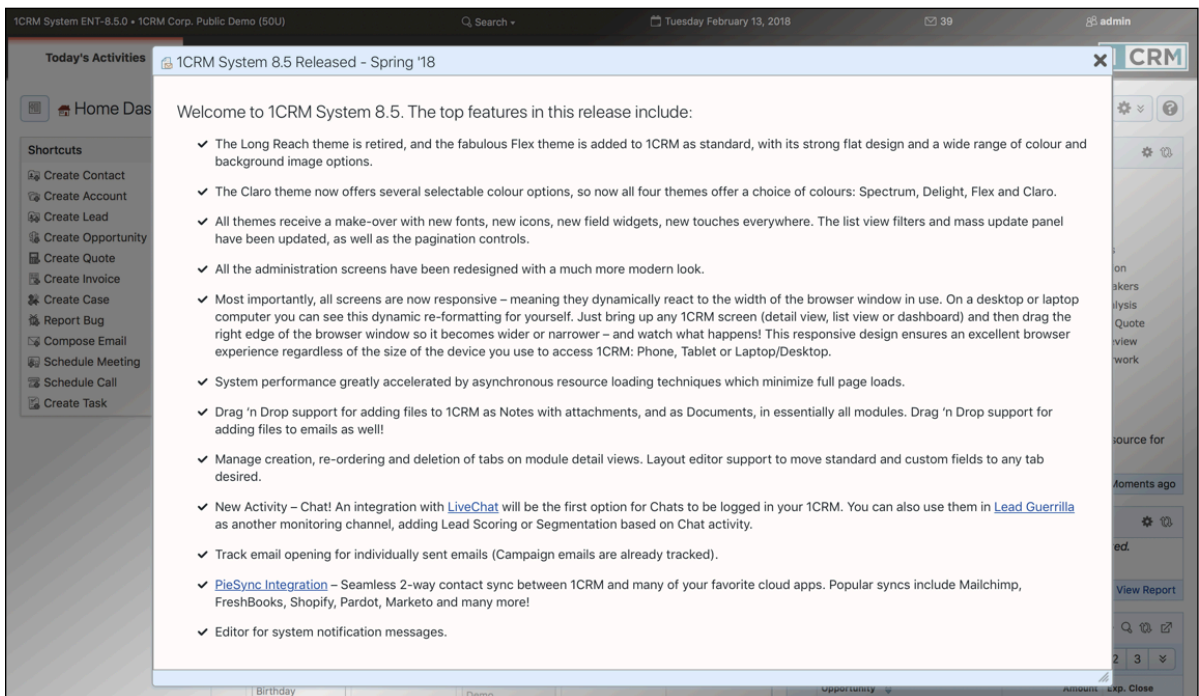 1CRM System ENT-8.5.0 • 1CRM Corp. Public Demo (50U)
Search
Tuesday February 13, 2018
39
admin
Today's Activities
1CRM System 8.5 Released - Spring '18
CRM
Home Das
Welcome to 1CRM System 8.5. The top features in this release include:
Shortcuts
Create Contact
Create Account
Create Lead
Create Opportunity
Create Quote
Create Invoice
Create Case
Report Bug
Compose Email
Schedule Meeting
Schedule Call
Create Task
✓ The Long Reach theme is retired, and the fabulous Flex theme is added to 1CRM as standard, with its strong flat design and a wide range of colour and
background image options.
✓ The Claro theme now offers several selectable colour options, so now all four themes offer a choice of colours: Spectrum, Delight, Flex and Claro.
✓ All themes receive a make-over with new fonts, new icons, new field widgets, new touches everywhere. The list view filters and mass update panel
have been updated, as well as the pagination controls.
✓ All the administration screens have been redesigned with a much more modern look.
✓ Most importantly, all screens are now responsive – meaning they dynamically react to the width of the browser window in use. On a desktop or laptop
computer you can see this dynamic re-formatting for yourself. Just bring up any 1CRM screen (detail view, list view or dashboard) and then drag the
right edge of the browser window so it becomes wider or narrower – and watch what happens! This responsive design ensures an excellent browser
experience regardless of the size of the device you use to access 1CRM: Phone, Tablet or Laptop/Desktop.
✓ System performance greatly accelerated by asynchronous resource loading techniques which minimize full page loads.
✓ Drag 'n Drop support for adding files to 1CRM as Notes with attachments, and as Documents, in essentially all modules. Drag 'n Drop support for
adding files to emails as well!
✓ Manage creation, re-ordering and deletion of tabs on module detail views. Layout editor support to move standard and custom fields to any tab
desired.
✓ New Activity – Chat! An integration with LiveChat will be the first option for Chats to be logged in your 1CRM. You can also use them in Lead Guerrilla
as another monitoring channel, adding Lead Scoring or Segmentation based on Chat activity.
✓ Track email opening for individually sent emails (Campaign emails are already tracked).
✓ PieSync Integration – Seamless 2-way contact sync between 1CRM and many of your favorite cloud apps. Popular syncs include Mailchimp,
FreshBooks, Shopify, Pardot, Marketo and many more!
✓ Editor for system notification messages.
on
akers
alysis
Quote
view
work
ource for
Moments ago
ed.
View Report
2 3
Birthday
Demo
Opportunity
Amount
Exp. Close